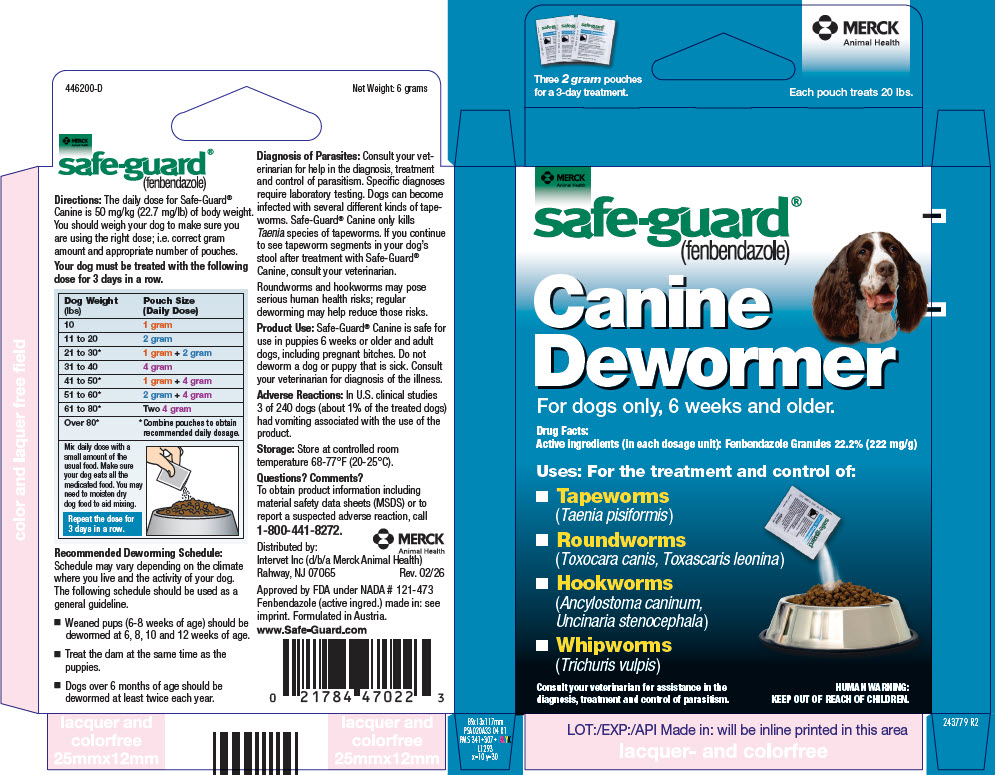 446200-D
Net Weight: 6 grams
MERCK
Animal Health
safe-guard®
(fenbendazole)
Directions: The daily dose for Safe-Guard®
Canine is 50 mg/kg (22.7 mg/lb) of body weight.
You should weigh your dog to make sure you
are using the right dose; i.e. correct gram
amount and appropriate number of pouches.
Your dog must be treated with the following
dose for 3 days in a row.
Dog Weight (lbs) Pouch Size (Daily Dose)
10 1 gram
11 to 20 2 gram
21 to 30* 1 gram + 2 gram
31 to 40 4 gram
41 to 50* 1 gram + 4 gram
51 to 60* 2 gram + 4 gram
61 to 80* Two 4 gram
Over 80* * Combine pouches to obtain
recommended daily dosage.
Mix daily dose with a
small amount of the
usual food. Make sure
your dog eats all the
medicated food. You may
need to moisten dry
dog food to aid mixing.
Repeat the dose for
3 days in a row.
Recommended Deworming Schedule:
Schedule may vary depending on the climate
where you live and the activity of your dog.
The following schedule should be used as a
general guideline.
■ Weaned pups (6-8 weeks of age) should be
dewormed at 6, 8, 10 and 12 weeks of age.
■ Treat the dam at the same time as the
puppies.
■ Dogs over 6 months of age should be
dewormed at least twice each year.
Diagnosis of Parasites: Consult your vet-
erinarian for help in the diagnosis, treatment
and control of parasitism. Specific diagnoses
require laboratory testing. Dogs can become
infected with several different kinds of tape-
worms. Safe-Guard® Canine only kills
Taenia species of tapeworms. If you continue
to see tapeworm segments in your dog's
stool after treatment with Safe-Guard®
Canine, consult your veterinarian.
Roundworms and hookworms may pose
serious human health risks; regular
deworming may help reduce those risks.
Product Use: Safe-Guard® Canine is safe for
use in puppies 6 weeks or older and adult
dogs, including pregnant bitches. Do not
deworm a dog or puppy that is sick. Consult
your veterinarian for diagnosis of the illness.
Adverse Reactions: In U.S. clinical studies
3 of 240 dogs (about 1% of the treated dogs)
had vomiting associated with the use of the
product.
Storage: Store at controlled room
temperature 68-77°F (20-25°C).
Questions? Comments?
To obtain product information including
material safety data sheets (MSDS) or to
report a suspected adverse reaction, call
1-800-441-8272.
MERCK
Animal Health
Distributed by:
Intervet Inc (d/b/a Merck Animal Health)
Rahway, NJ 07065 Rev. 02/26
Approved by FDA under NADA # 121-473
Fenbendazole (active ingred.) made in: see
imprint. Formulated in Austria.
www.Safe-Guard.com
0 21784 47022 3
color and laquer free field
lacquer and
colorfree
25mmx12mm
lacquer and
colorfree
25mmx12mm
Three 2 gram pouches
for a 3-day treatment.
MERCK
Animal Health
Each pouch treats 20 lbs.
MERCK
Animal Health
safe-guard®
(fenbendazole)
Canine
Dewormer
For dogs only, 6 weeks and older.
Drug Facts:
Active ingredients (in each dosage unit): Fenbendazole Granules 22.2% (222 mg/g)
Uses: For the treatment and control of:
■ Tapeworms
(Taenia pisiformis)
■ Roundworms
(Toxocara canis, Toxascaris leonina)
■ Hookworms
(Ancylostoma caninum,
Uncinaria stenocephala)
■ Whipworms
(Trichuris vulpis)
Consult your veterinarian for assistance in the
diagnosis, treatment and control of parasitism.
HUMAN WARNING:
KEEP OUT OF REACH OF CHILDREN.
LOT:/EXP:/API Made in: will be inline printed in this area
lacquer- and colorfree
243779 R2